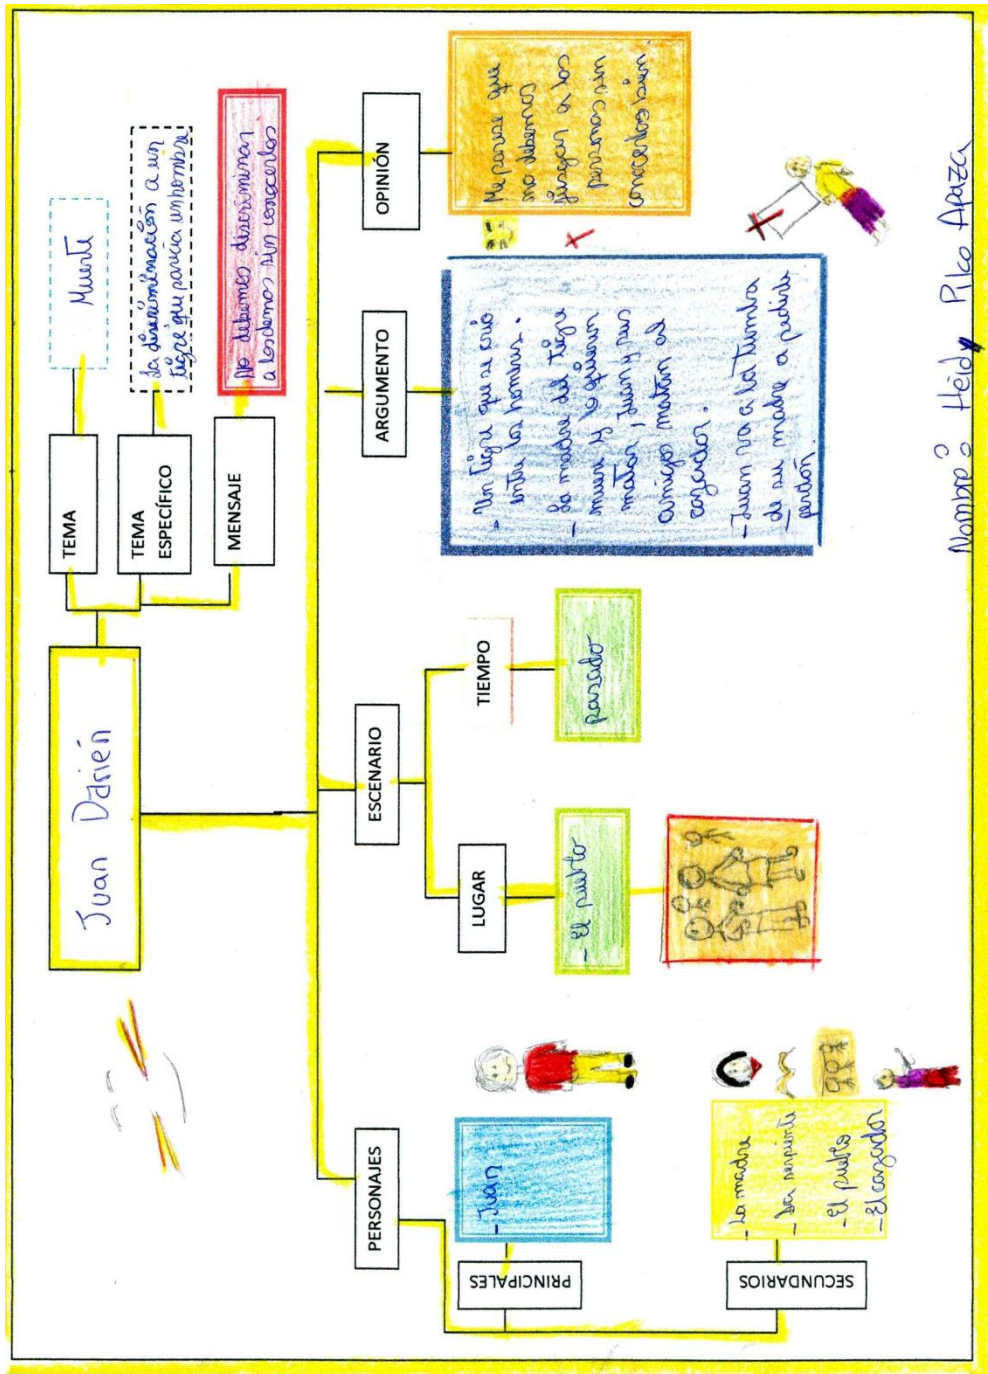 Juan Darién
TEMA
Muerte
TEMA
ESPECÍFICO
La discriminación a un
tigre que parecía un hombre
MENSAJE
No debemos discriminar
a los demas sin conocerlos
PERSONAJES
PRINCIPALES
- Juan
SECUNDARIOS
- La madre
- La serpiente
- El pueblo
- El cazador
ESCENARIO
LUGAR
- El pueblo
TIEMPO
pasado
ARGUMENTO
- Un tigre que se crió
entre los hombres.
- La madre del tigre
muere y lo quieren
matar, Juan y sus
amigos matan al
cazador.
- Juan va a la tumba
de su madre a pedirle
perdón.
OPINIÓN
Me parece que
no debemos
juzgar a las
personas sin
conocerlos bien.
Nombre: Heidy Pilco Apaza